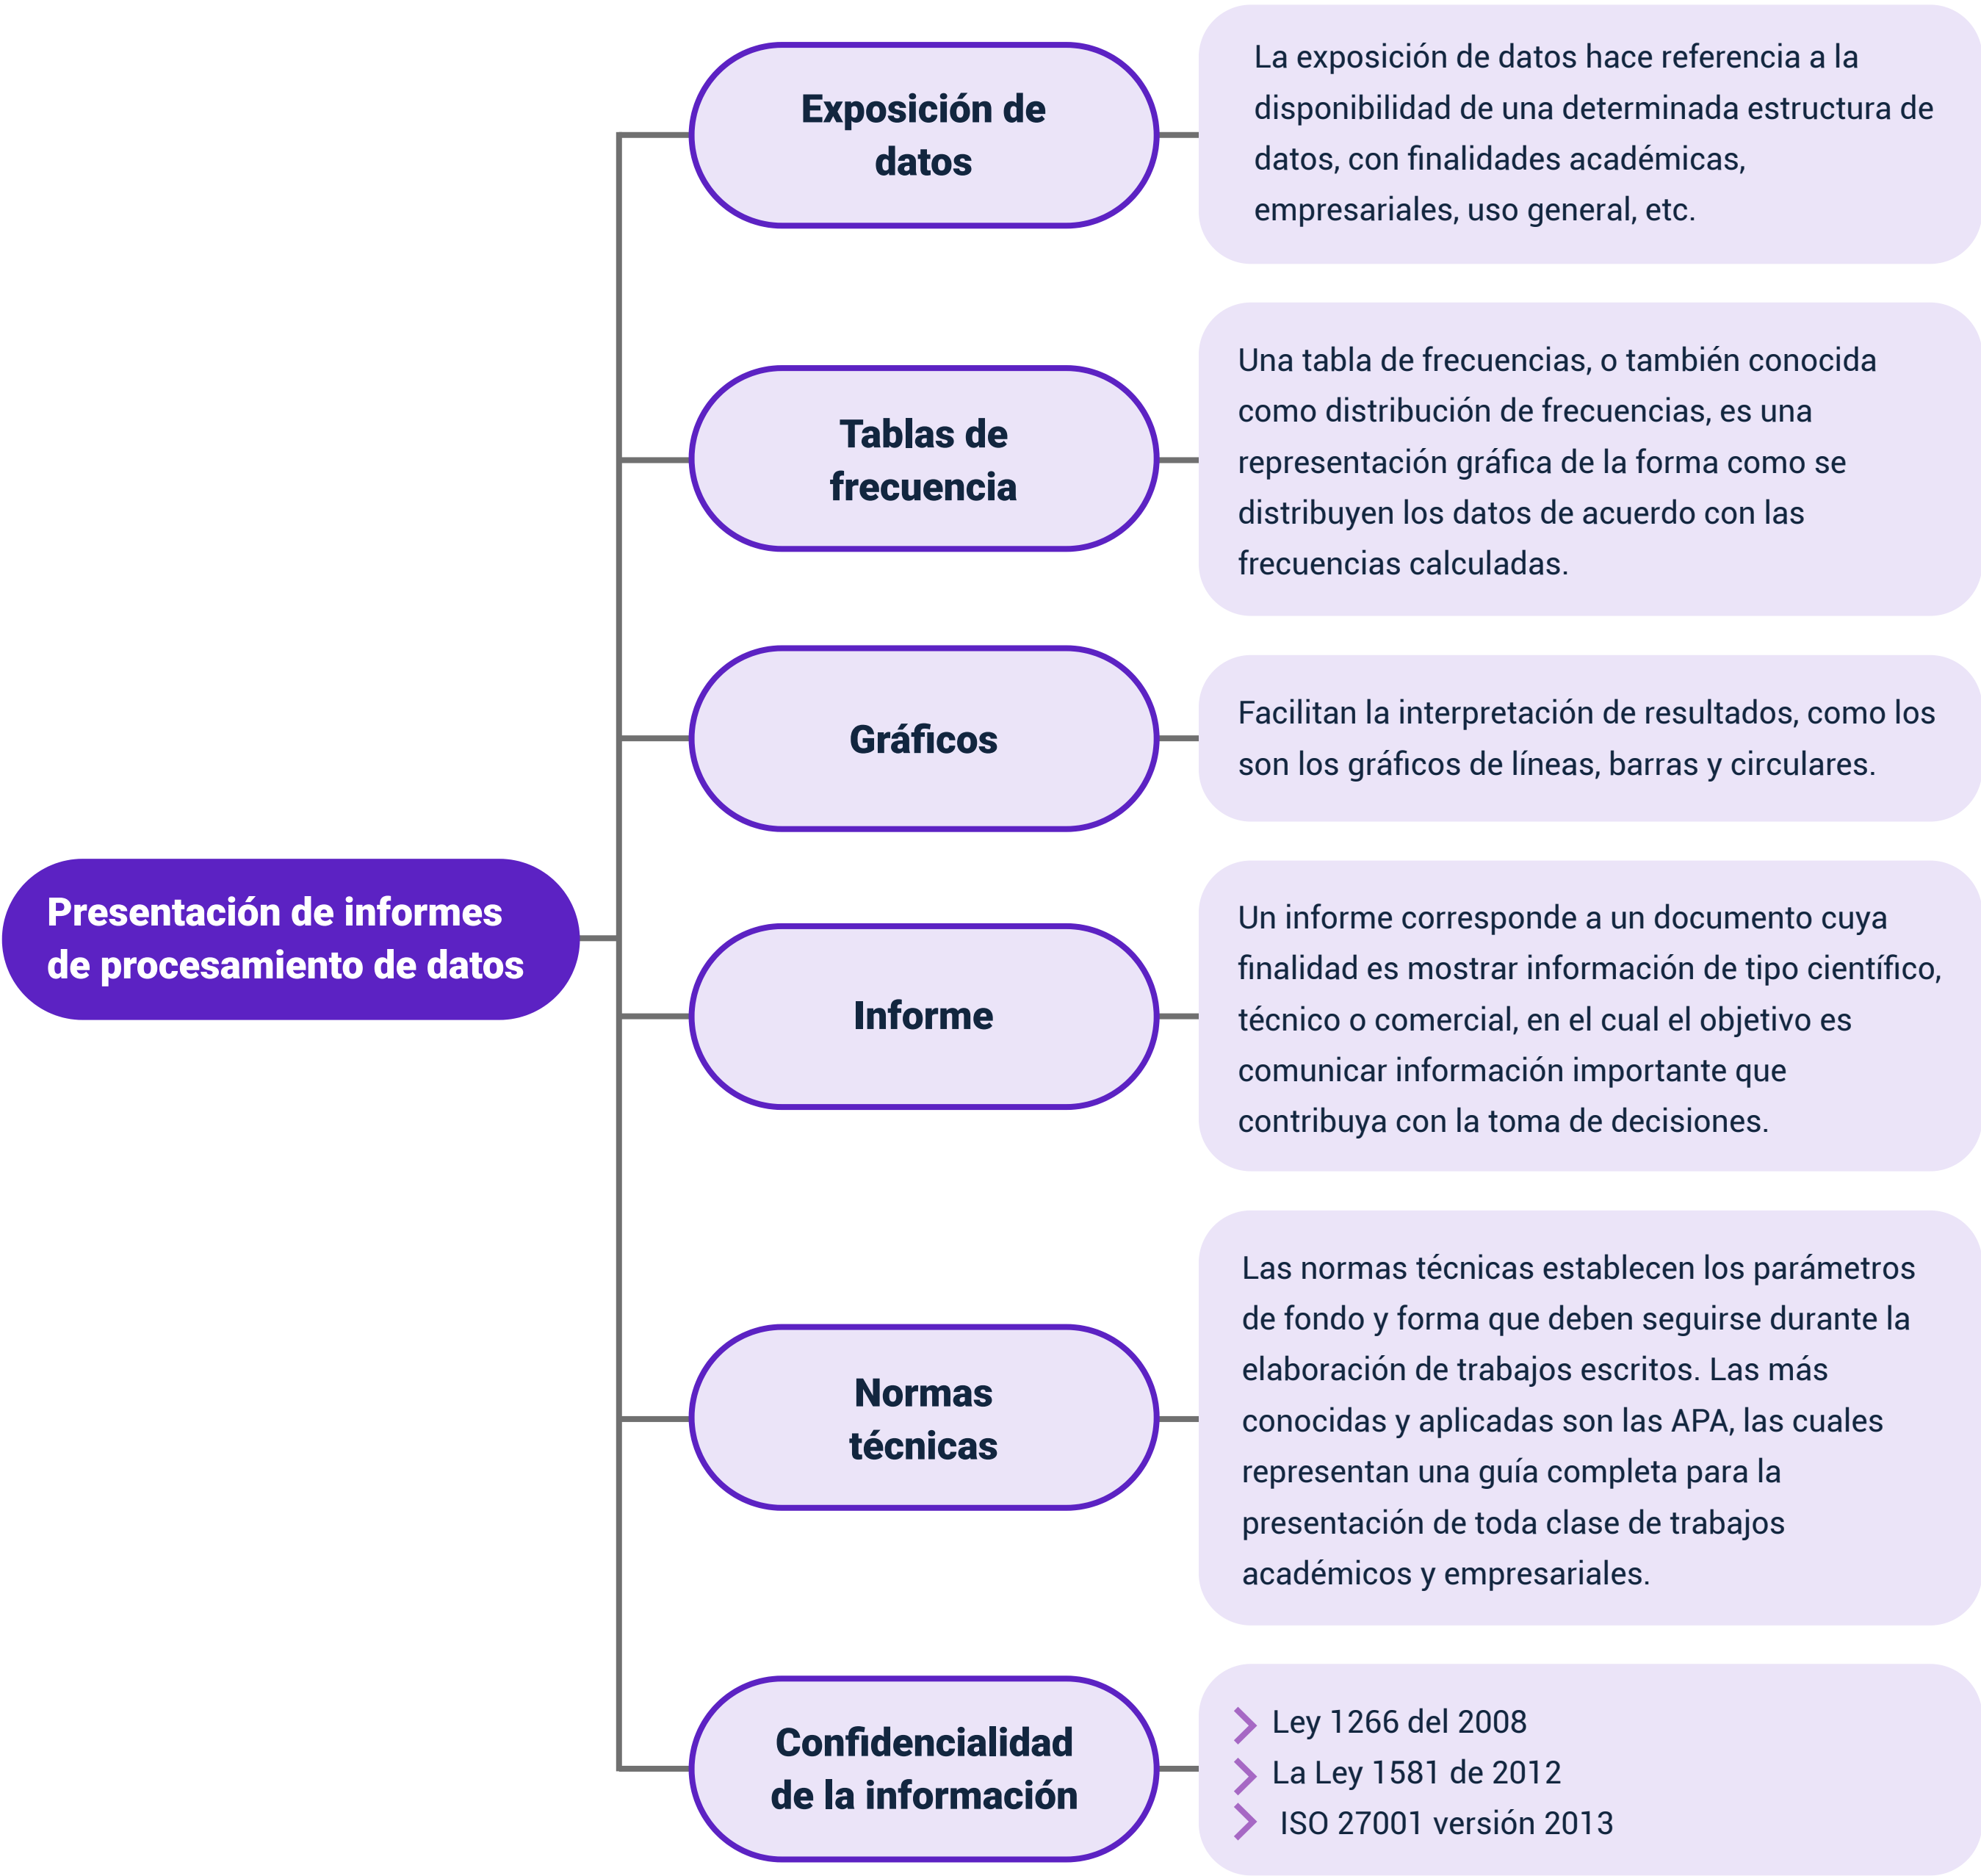 Presentación de informes
de procesamiento de datos
Exposición de
datos
La exposición de datos hace referencia a la
disponibilidad de una determinada estructura de
datos, con finalidades académicas,
empresariales, uso general, etc.
Tablas de
frecuencia
Una tabla de frecuencias, o también conocida
como distribución de frecuencias, es una
representación gráfica de la forma como se
distribuyen los datos de acuerdo con las
frecuencias calculadas.
Gráficos
Facilitan la interpretación de resultados, como los
son los gráficos de líneas, barras y circulares.
Informe
Un informe corresponde a un documento cuya
finalidad es mostrar información de tipo científico,
técnico o comercial, en el cual el objetivo es
comunicar información importante que
contribuya con la toma de decisiones.
Normas
técnicas
Las normas técnicas establecen los parámetros
de fondo y forma que deben seguirse durante la
elaboración de trabajos escritos. Las más
conocidas y aplicadas son las APA, las cuales
representan una guía completa para la
presentación de toda clase de trabajos
académicos y empresariales.
Confidencialidad
de la información
Ley 1266 del 2008
La Ley 1581 de 2012
ISO 27001 versión 2013